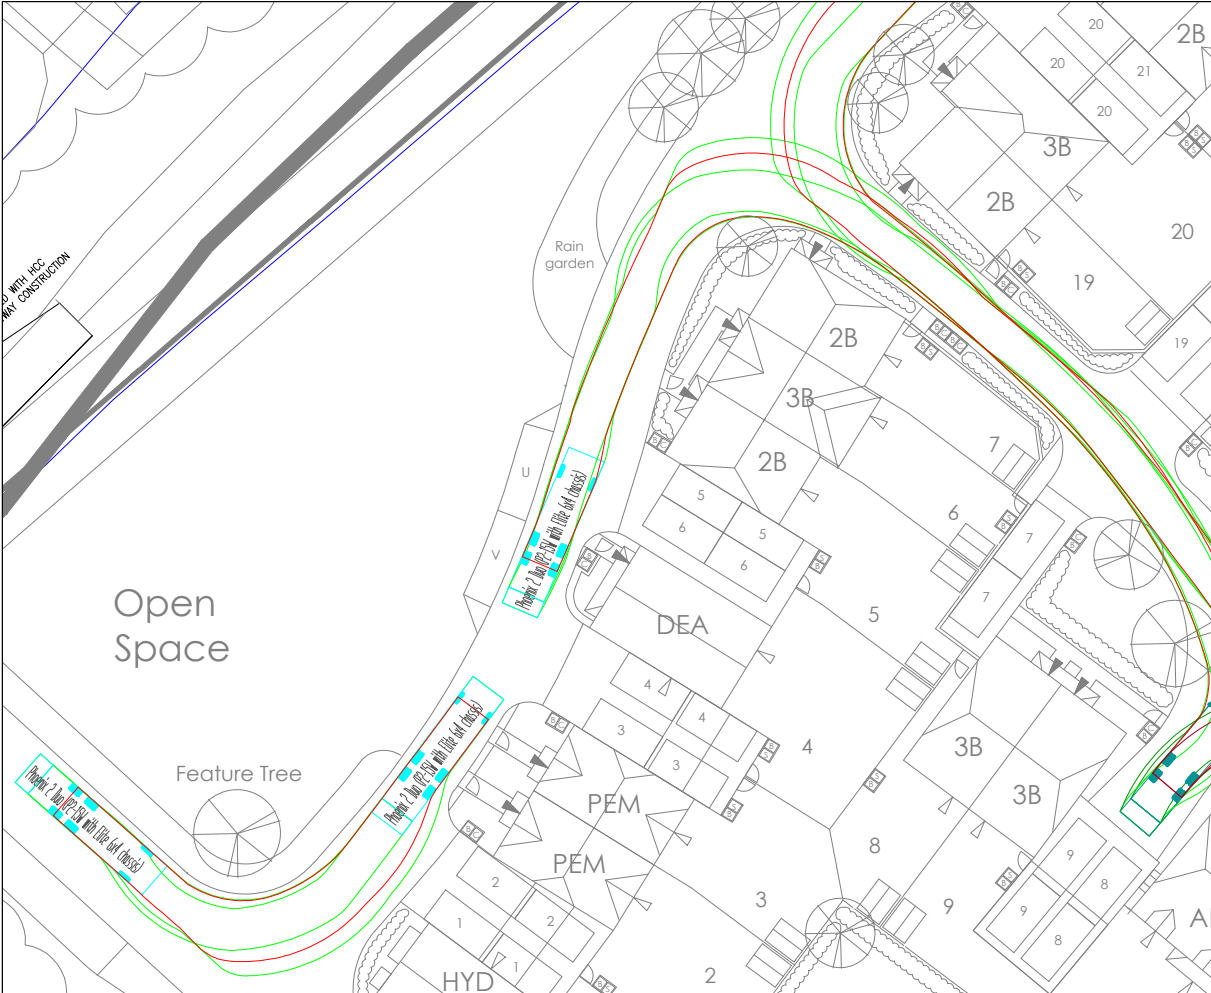 20
2B
20
21
20
3B
2B
20
19
19
Rain
garden
WITH HCC
WAY CONSTRUCTION
2B
3B
2B
7
6
5
5
6
5
6
7
7
U
V
Phoenix 2 Duo (P2-15W with Elite 6x4 chassis)
Open
Space
DEA
5
4
4
3
3
4
3B
3B
Phoenix 2 Duo (P2-15W with Elite 6x4 chassis)
Feature Tree
Phoenix 2 Duo (P2-15W with Elite 6x4 chassis)
PEM
PEM
8
9
3
2
2
2
1
1
HYD
9
8
9
8